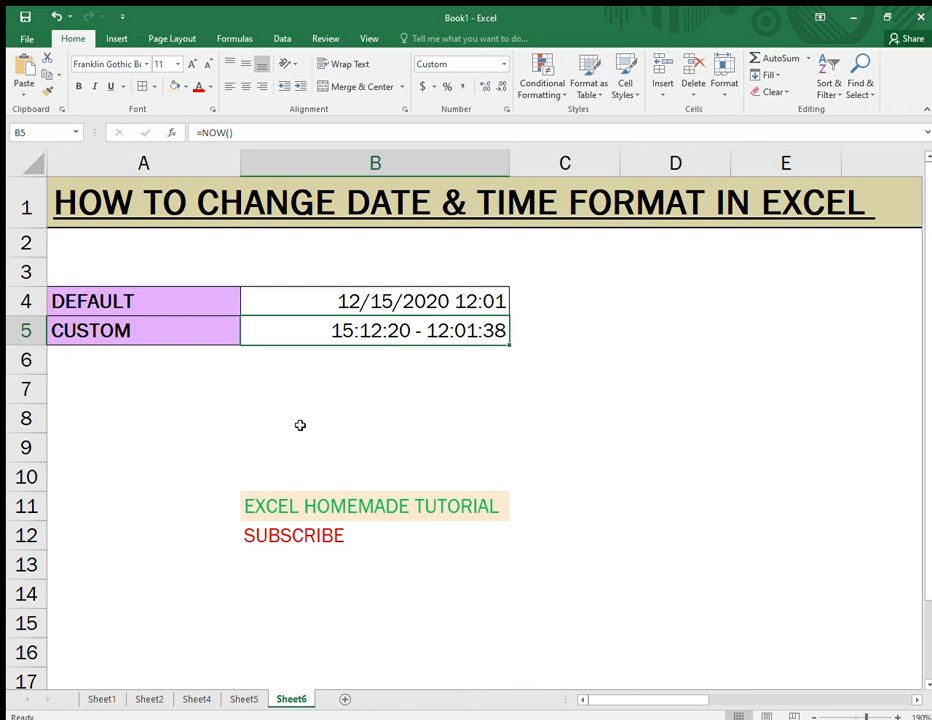 Book1 - Excel
File Home Insert Page Layout Formulas Data Review View Tell me what you want to do... Share
Paste
Franklin Gothic Bo 11
B I U
Wrap Text
Merge & Center
Custom
$ % ,
Conditional Formatting
Format as Table
Cell Styles
Insert Delete Format
AutoSum
Fill
Clear
Sort & Filter
Find & Select
Clipboard Font Alignment Number Styles Cells Editing
B5 fx =NOW()
A B C D E
1 HOW TO CHANGE DATE & TIME FORMAT IN EXCEL
2
3
4 DEFAULT 12/15/2020 12:01
5 CUSTOM 15:12:20 - 12:01:38
6
7
8
9
10
11 EXCEL HOMEMADE TUTORIAL
12 SUBSCRIBE
13
14
15
16
17
Sheet1 Sheet2 Sheet4 Sheet5 Sheet6
Ready 190%